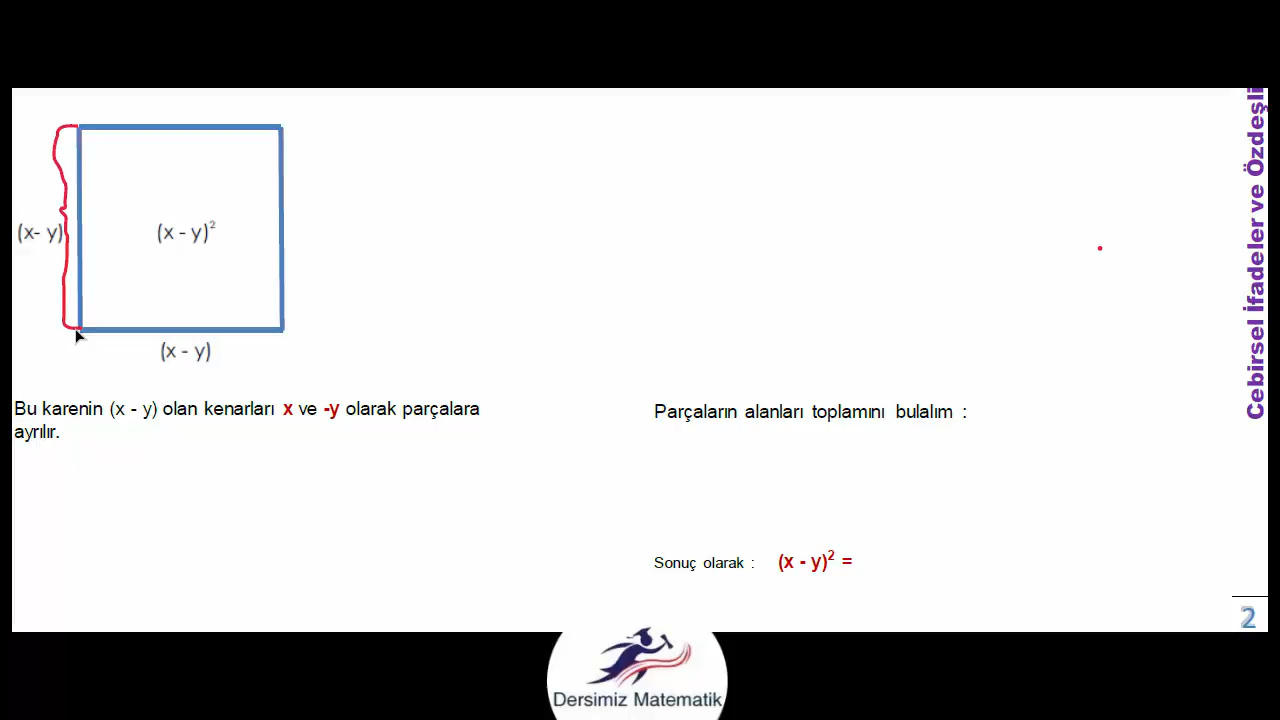 (x- y)
(x - y)²
(x - y)
Bu karenin (x - y) olan kenarları x ve -y olarak parçalara
ayrılır.
Parçaların alanları toplamını bulalım :
Sonuç olarak : (x - y)² =
Cebirsel İfadeler ve Özdeşli
2
Dersimiz Matematik